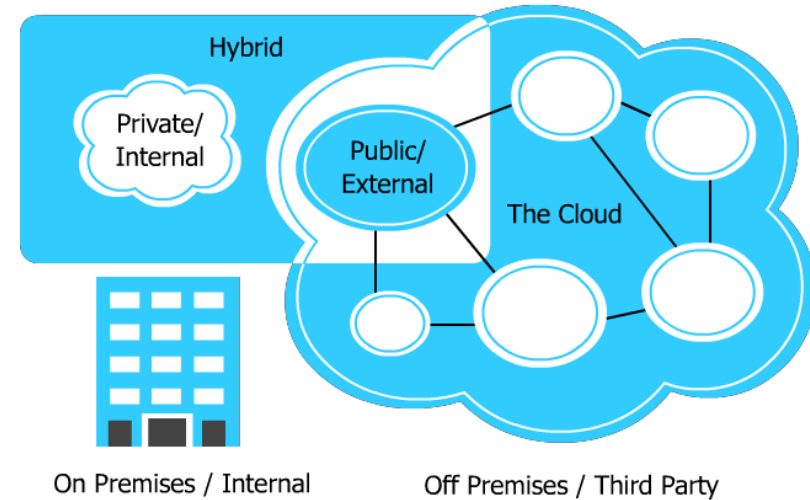 Hybrid
Private/
Internal
Public/
External
The Cloud
On Premises / Internal
Off Premises / Third Party